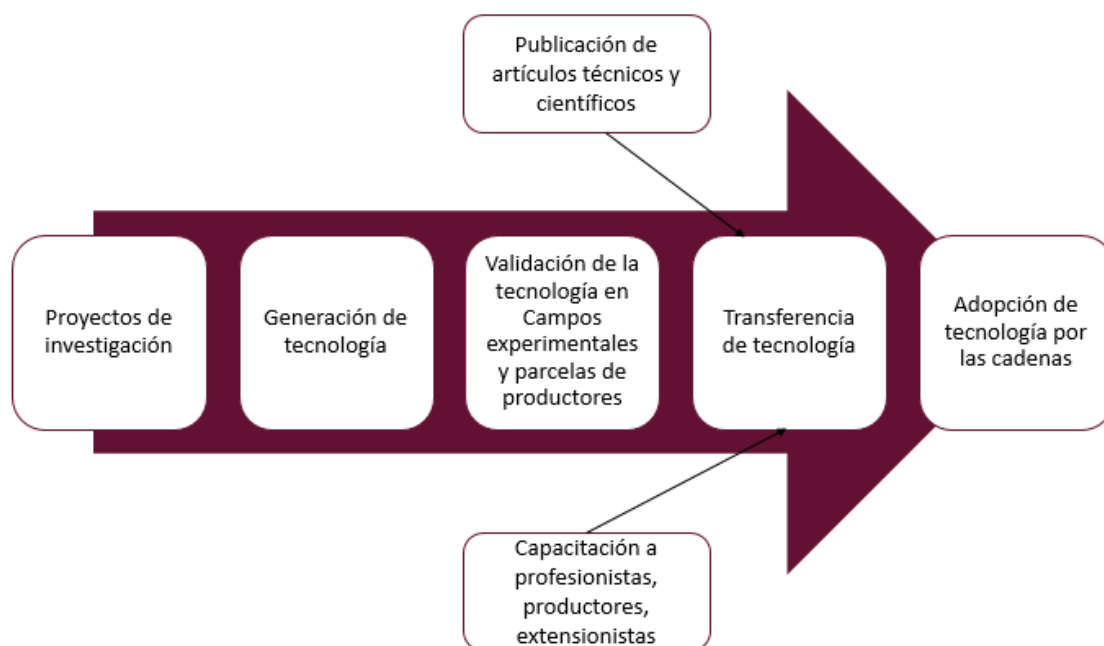 Publicación de
artículos técnicos y
científicos
Proyectos de
investigación
Generación de
tecnología
Validación de la
tecnología en
Campos
experimentales
y parcelas de
productores
Transferencia
de tecnología
Adopción de
tecnología por
las cadenas
Capacitación a
profesionistas,
productores,
extensionistas